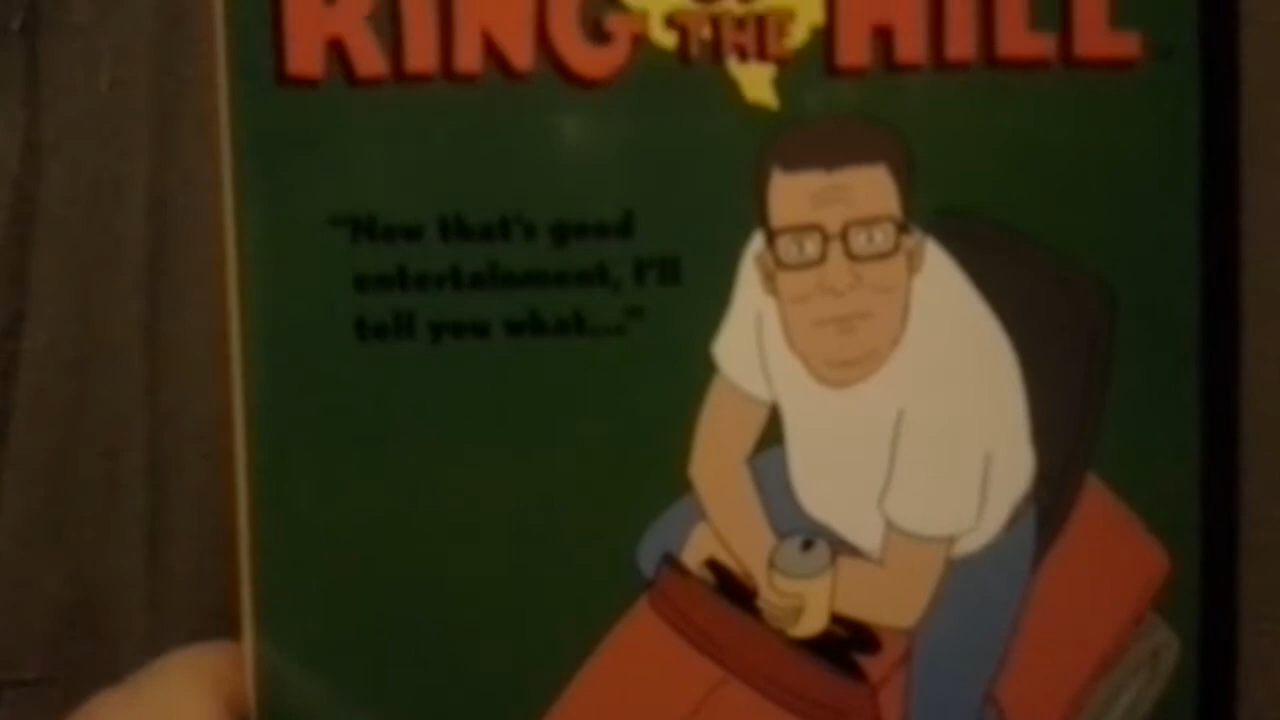 KING OF THE HILL
"Now that's good
entertainment, I'll
tell you what..."